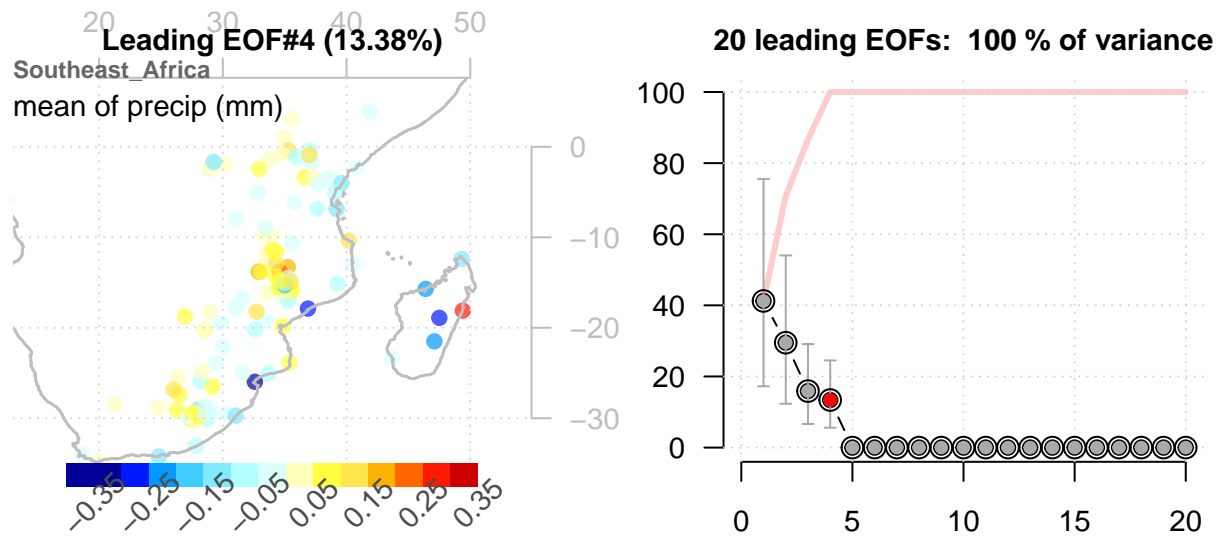 20 30 40 50
Leading EOF#4 (13.38%)
Southeast_Africa
mean of precip (mm)
0
−10
−20
−30
−0.35 −0.25 −0.15 −0.05 0.05 0.15 0.25 0.35
20 leading EOFs: 100 % of variance
100
80
60
40
20
0
0 5 10 15 20